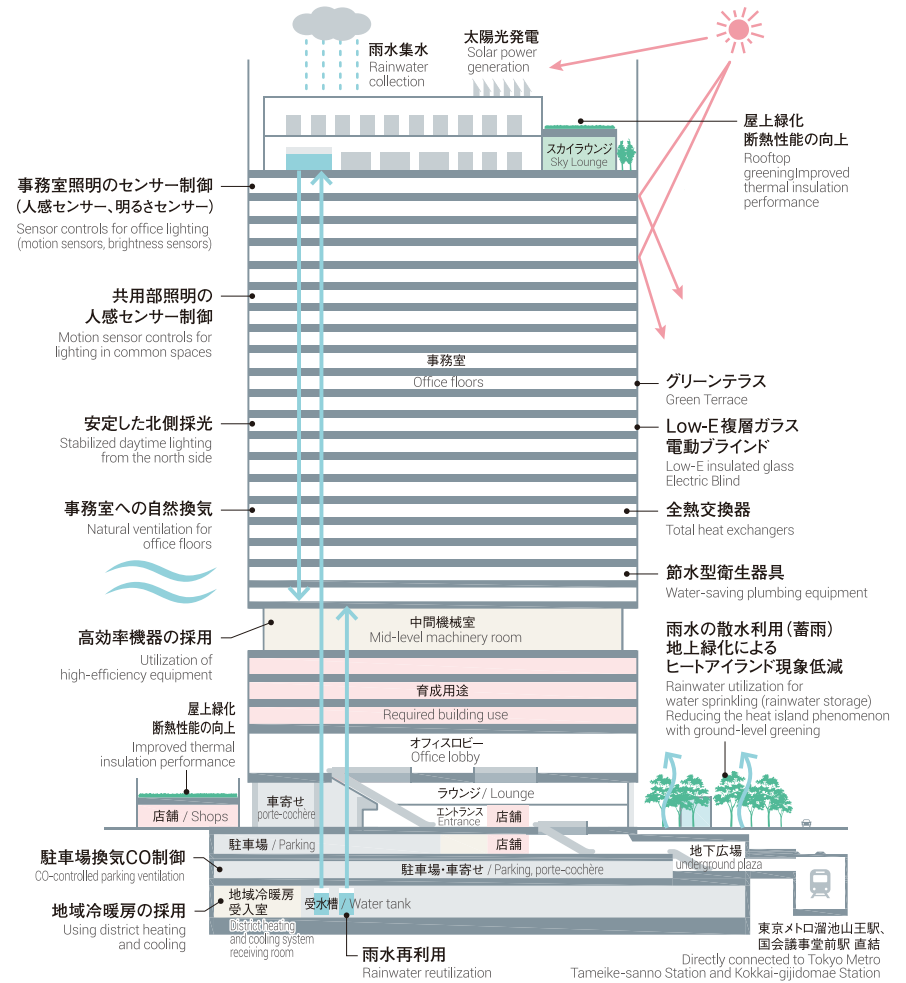 雨水集水
Rainwater
collection
太陽光発電
Solar power
generation
屋上緑化
断熱性能の向上
Rooftop
greeningImproved
thermal insulation
performance
スカイラウンジ
Sky Lounge
事務室照明のセンサー制御
(人感センサー、明るさセンサー)
Sensor controls for office lighting
(motion sensors, brightness sensors)
共用部照明の
人感センサー制御
Motion sensor controls for
lighting in common spaces
事務室
Office floors
グリーンテラス
Green Terrace
安定した北側採光
Stabilized daytime lighting
from the north side
Low-E複層ガラス
電動ブラインド
Low-E insulated glass
Electric Blind
事務室への自然換気
Natural ventilation for
office floors
全熱交換器
Total heat exchangers
節水型衛生器具
Water-saving plumbing equipment
高効率機器の採用
Utilization of
high-efficiency equipment
中間機械室
Mid-level machinery room
雨水の散水利用(蓄雨)
地上緑化による
ヒートアイランド現象低減
Rainwater utilization for
water sprinkling (rainwater storage)
Reducing the heat island phenomenon
with ground-level greening
育成用途
Required building use
屋上緑化
断熱性能の向上
Improved thermal
insulation performance
オフィスロビー
Office lobby
店舗 / Shops
車寄せ
porte-cochère
ラウンジ/ Lounge
エントランス
Entrance
店舗
駐車場 / Parking
店舗
地下広場
underground plaza
駐車場換気CO制御
CO-controlled parking ventilation
駐車場・車寄せ / Parking, porte-cochère
地域冷暖房の採用
Using district heating
and cooling
地域冷暖房
受入室
District heating
and cooling system
receiving room
受水槽 / Water tank
雨水再利用
Rainwater reutilization
東京メトロ溜池山王駅、
国会議事堂前駅 直結
Directly connected to Tokyo Metro
Tameike-sanno Station and Kokkai-gijidomae Station